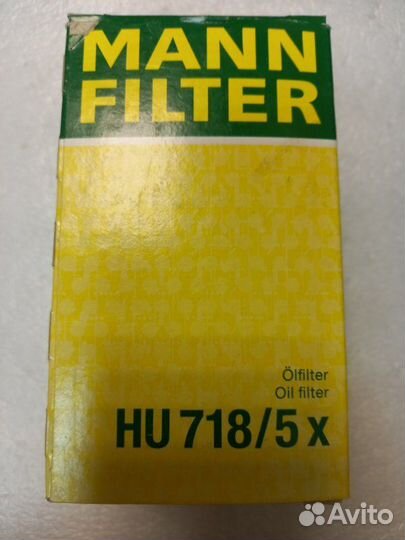 MANN
FILTER
Ölfilter
Oil filter
HU 718/5 x
Avito